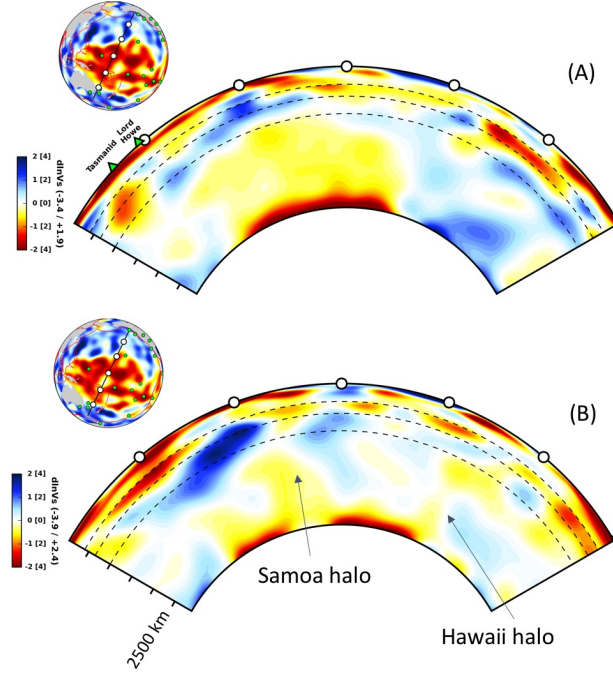 (A)
Lord
Howe
Tasmanid
2 [4]
1 [2]
0 [0]
-1 [2]
-2 [4]
dlnVs (-3.4 / +1.9)
(B)
2 [4]
1 [2]
0 [0]
-1 [2]
-2 [4]
dlnVs (-3.9 / +2.4)
Samoa halo
Hawaii halo
2500 km